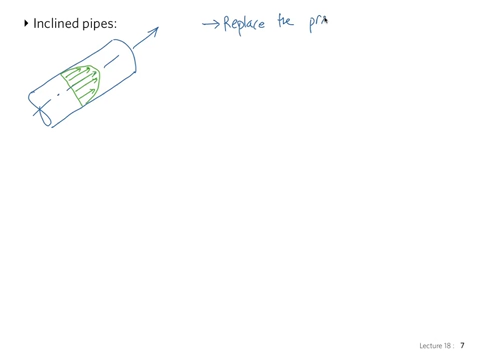 Inclined pipes:
→ Replace the pr
Lecture 18 : 7